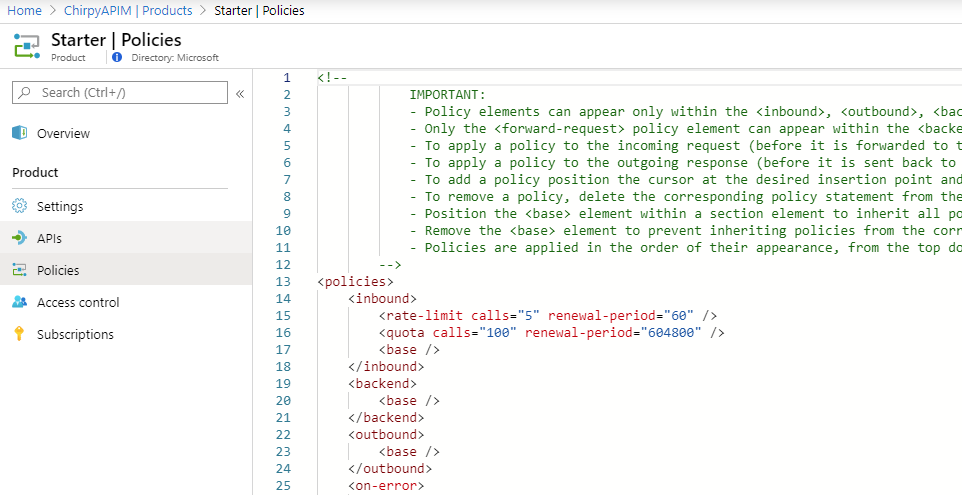 Home > ChirpyAPIM | Products > Starter | Policies
Starter | Policies
Product
Directory: Microsoft
Search (Ctrl+/)
«
Overview
Product
Settings
APIs
Policies
Access control
Subscriptions
1 <!--
2 IMPORTANT:
3 - Policy elements can appear only within the <inbound>, <outbound>, <bac
4 - Only the <forward-request> policy element can appear within the <backe
5 - To apply a policy to the incoming request (before it is forwarded to t
6 - To apply a policy to the outgoing response (before it is sent back to
7 - To add a policy position the cursor at the desired insertion point and
8 - To remove a policy, delete the corresponding policy statement from the
9 - Position the <base> element within a section element to inherit all po
10 - Remove the <base> element to prevent inheriting policies from the corr
11 - Policies are applied in the order of their appearance, from the top do
12 -->
13 <policies>
14 <inbound>
15 <rate-limit calls="5" renewal-period="60" />
16 <quota calls="100" renewal-period="604800" />
17 <base />
18 </inbound>
19 <backend>
20 <base />
21 </backend>
22 <outbound>
23 <base />
24 </outbound>
25 <on-error>